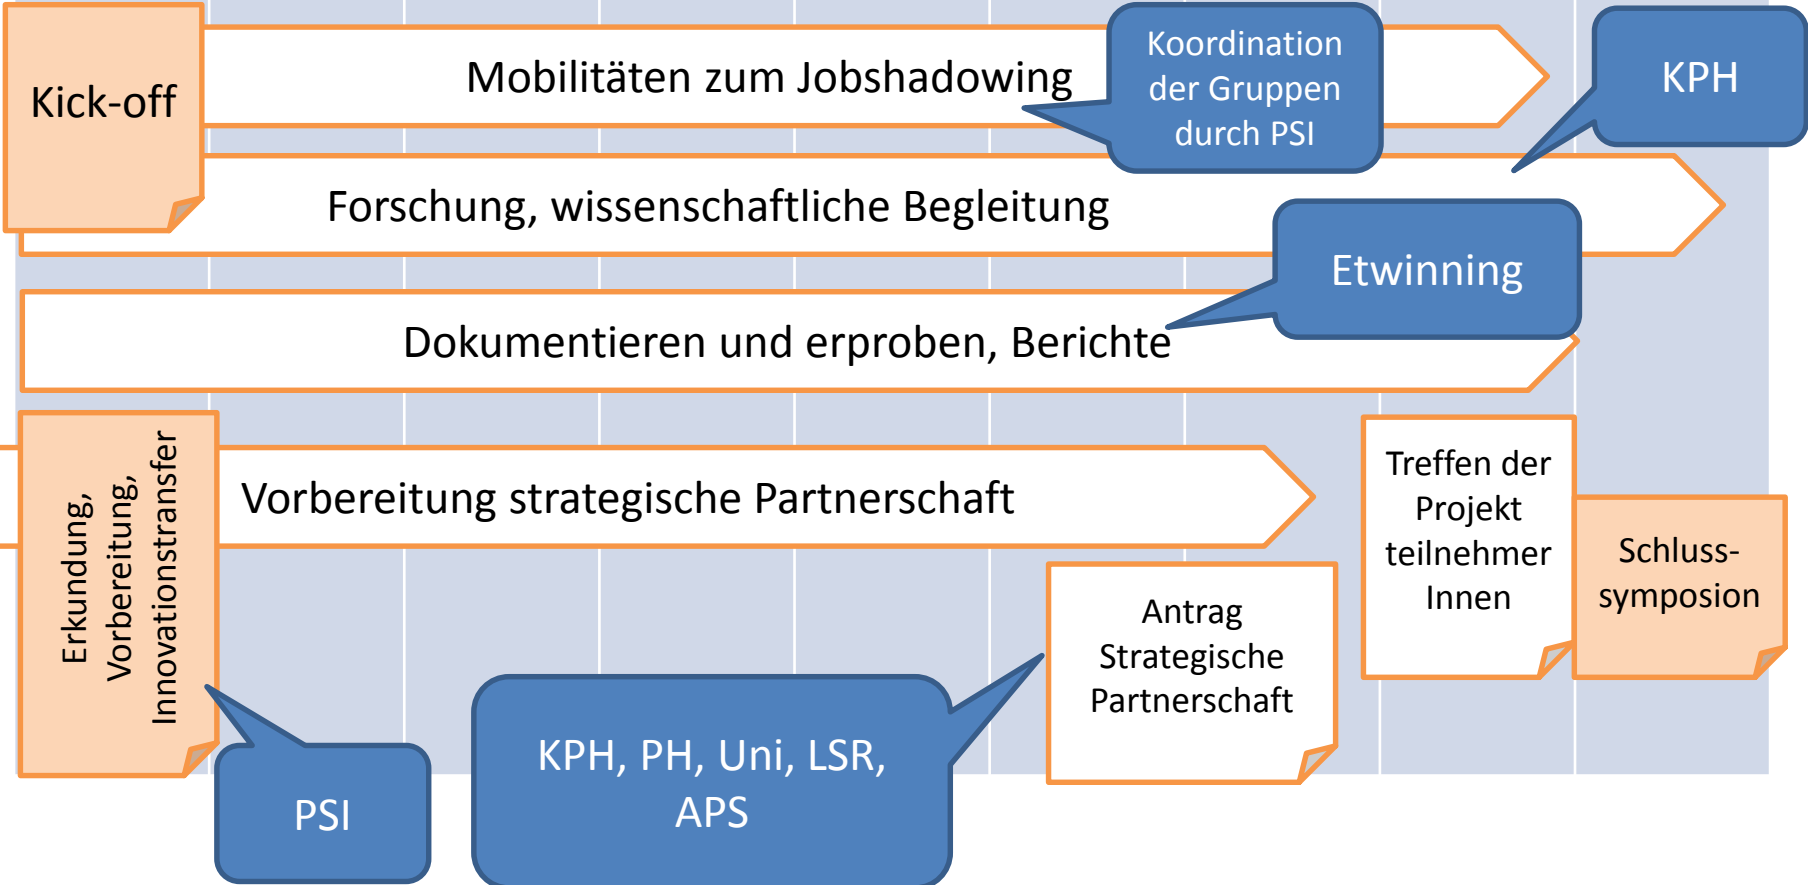 Kick-off
Mobilitäten zum Jobshadowing
Koordination
der Gruppen
durch PSI
KPH
Forschung, wissenschaftliche Begleitung
Etwinning
Dokumentieren und erproben, Berichte
Erkundung,
Vorbereitung,
Innovationstransfer
Vorbereitung strategische Partnerschaft
Treffen der
Projekt
teilnehmer
Innen
Schluss-
symposion
Antrag
Strategische
Partnerschaft
KPH, PH, Uni, LSR,
APS
PSI